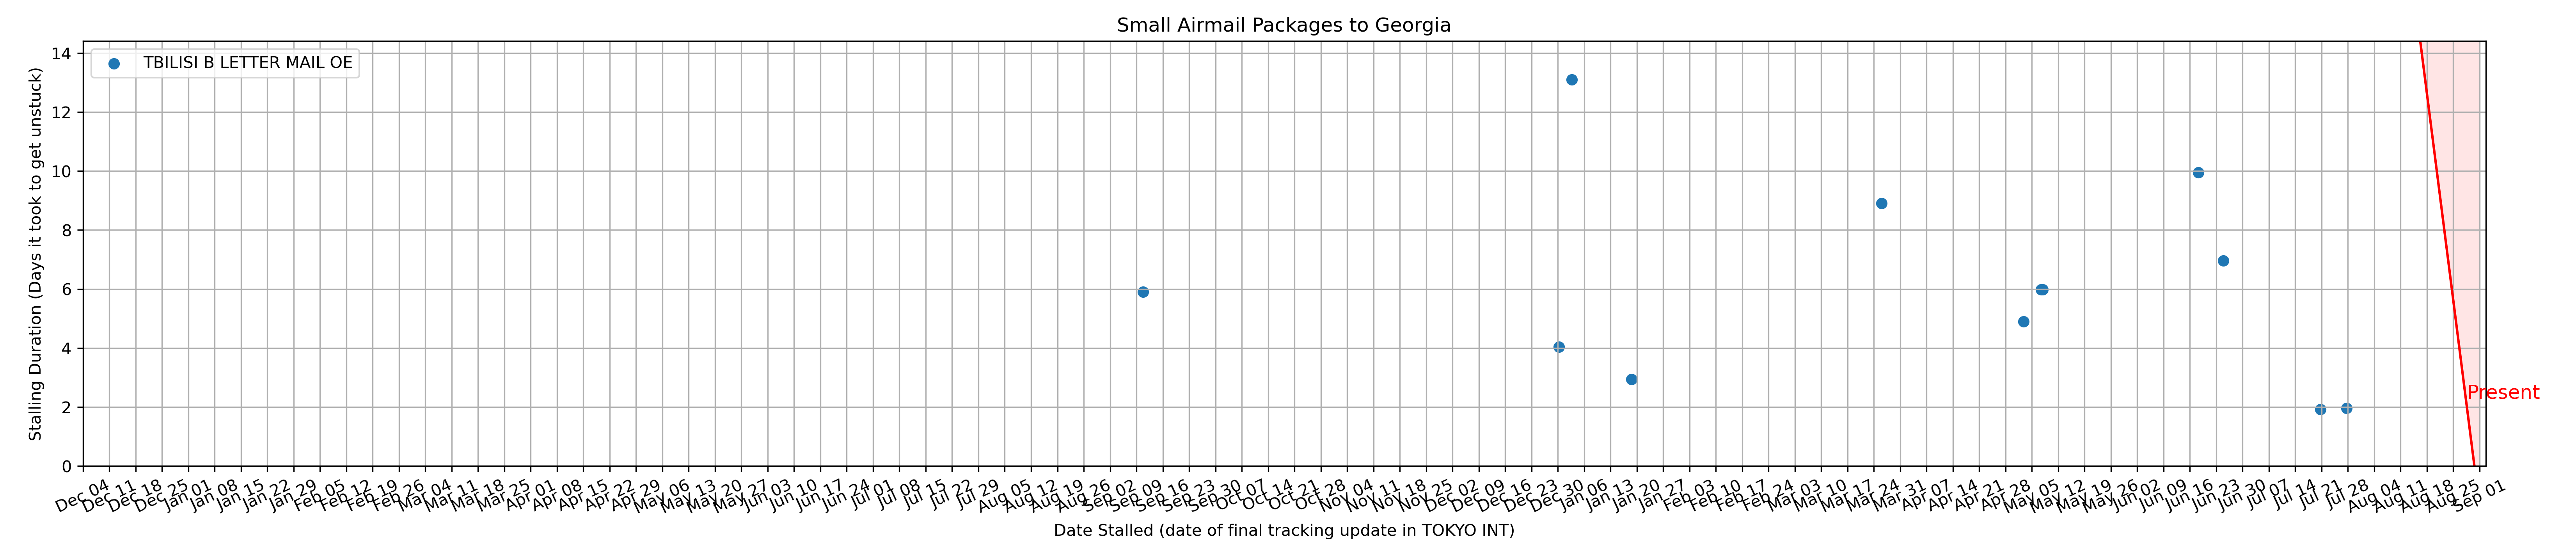 Small Airmail Packages to Georgia
TBILISI B LETTER MAIL OE
Stalling Duration (Days it took to get unstuck)
14
12
10
8
6
4
2
0
Present
Dec 04 Dec 11 Dec 18 Dec 25 Jan 01 Jan 08 Jan 15 Jan 22 Jan 29 Feb 05 Feb 12 Feb 19 Feb 26 Mar 04 Mar 11 Mar 18 Mar 25 Apr 01 Apr 08 Apr 15 Apr 22 Apr 29 May 06 May 13 May 20 May 27 Jun 03 Jun 10 Jun 17 Jun 24 Jul 01 Jul 08 Jul 15 Jul 22 Jul 29 Aug 05 Aug 12 Aug 19 Aug 26 Sep 02 Sep 09 Sep 16 Sep 23 Sep 30 Oct 07 Oct 14 Oct 21 Oct 28 Nov 04 Nov 11 Nov 18 Nov 25 Dec 02 Dec 09 Dec 16 Dec 23 Dec 30 Jan 06 Jan 13 Jan 20 Jan 27 Feb 03 Feb 10 Feb 17 Feb 24 Mar 03 Mar 10 Mar 17 Mar 24 Mar 31 Apr 07 Apr 14 Apr 21 Apr 28 May 05 May 12 May 19 May 26 Jun 02 Jun 09 Jun 16 Jun 23 Jun 30 Jul 07 Jul 14 Jul 21 Jul 28 Aug 04 Aug 11 Aug 18 Aug 25 Sep 01
Date Stalled (date of final tracking update in TOKYO INT)